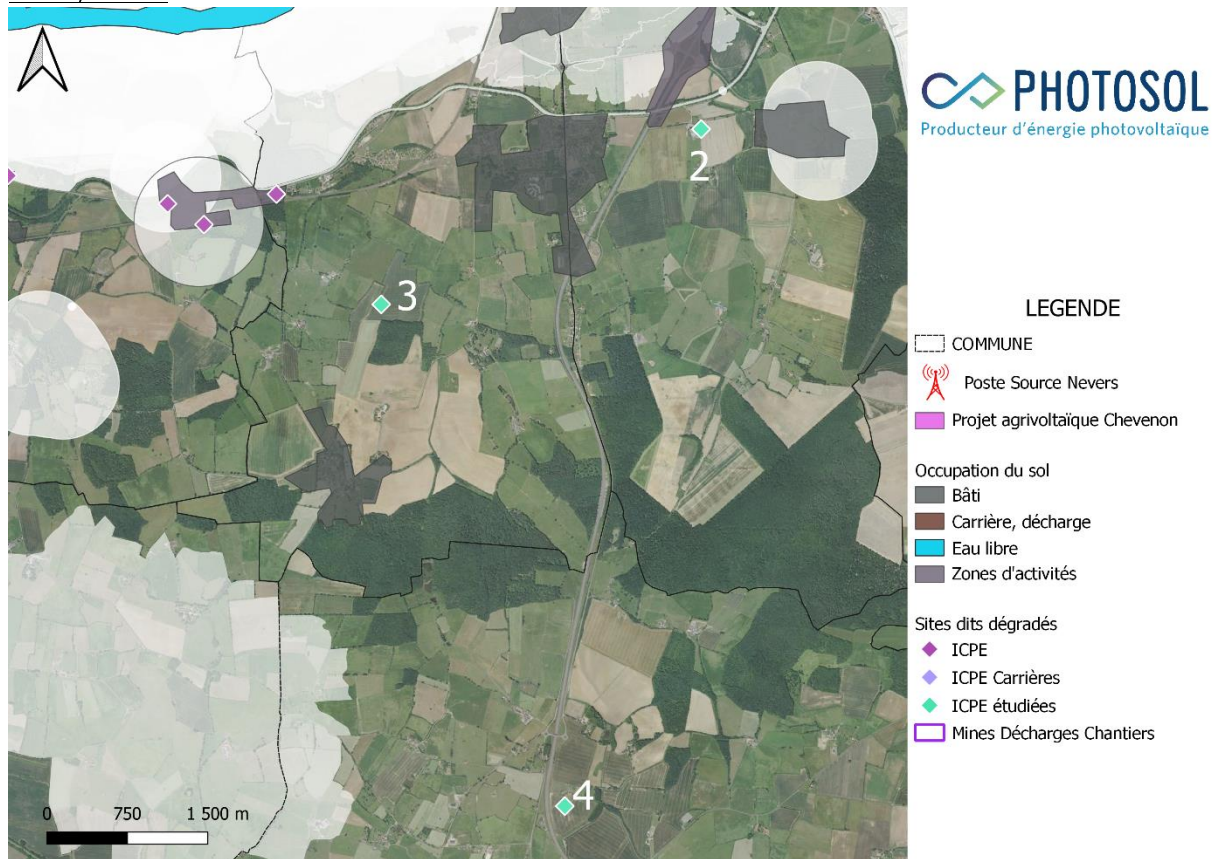 PHOTOSOL
Producteur d'énergie photovoltaïque
2
3
4
0 750 1 500 m
LEGENDE
COMMUNE
Poste Source Nevers
Projet agrivoltaïque Chevenon
Occupation du sol
Bâti
Carrière, décharge
Eau libre
Zones d'activités
Sites dits dégradés
ICPE
ICPE Carrières
ICPE étudiées
Mines Décharges Chantiers